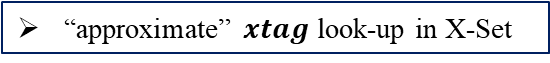 ➢ “approximate” xtag look-up in X-Set